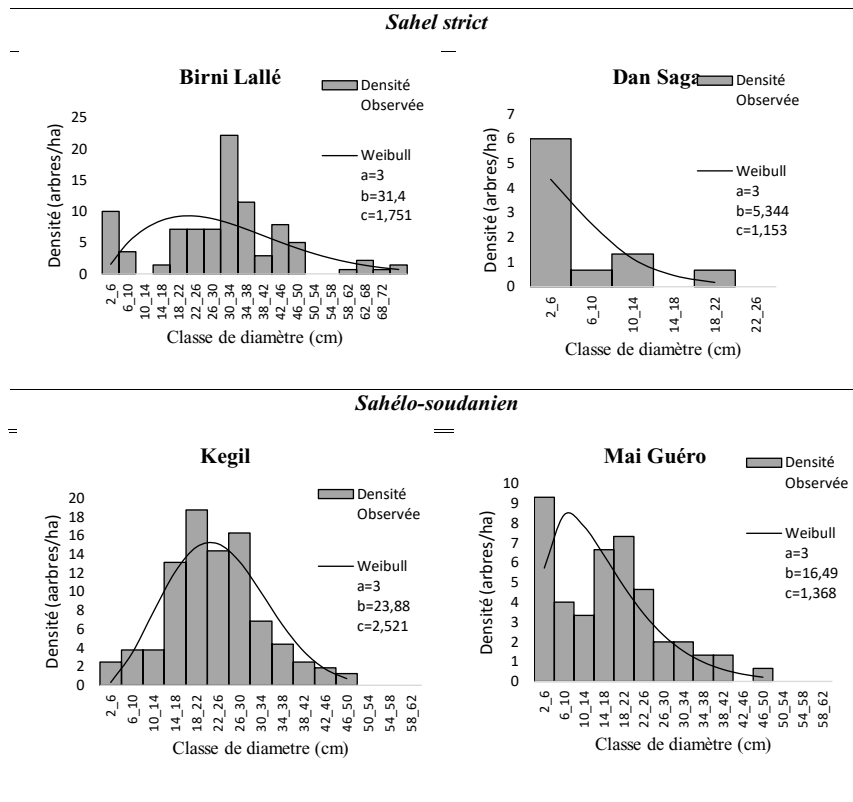 Sahel strict
Birni Lallé
Densité Observée
Weibull
a=3
b=31,4
c=1,751
Densité (arbres/ha)
25
20
15
10
5
0
2_6 6_10 10_14 14_18 18_22 22_26 26_30 30_34 34_38 38_42 42_46 46_50 50_54 54_58 58_62 62_68 68_72
Classe de diamètre (cm)
Dan Saga
Densité Observée
Weibull
a=3
b=5,344
c=1,153
Densité (arbres/ha)
7
6
5
4
3
2
1
0
2_6 6_10 10_14 14_18 18_22 22_26
Classe de diamètre (cm)
Sahélo-soudanien
Kegil
Densité Observée
Weibull
a=3
b=23,88
c=2,521
Densité (aarbres/ha)
20
18
16
14
12
10
8
6
4
2
0
2_6 6_10 10_14 14_18 18_22 22_26 26_30 30_34 34_38 38_42 42_46 46_50 50_54 54_58 58_62
Classe de diametre (cm)
Mai Guéro
Densité Observée
Weibull
a=3
b=16,49
c=1,368
Densité (arbres/ha)
10
9
8
7
6
5
4
3
2
1
0
2_6 6_10 10_14 14_18 18_22 22_26 26_30 30_34 34_38 38_42 42_46 46_50 50_54 54_58 58_62
Classe de diamètre (cm)